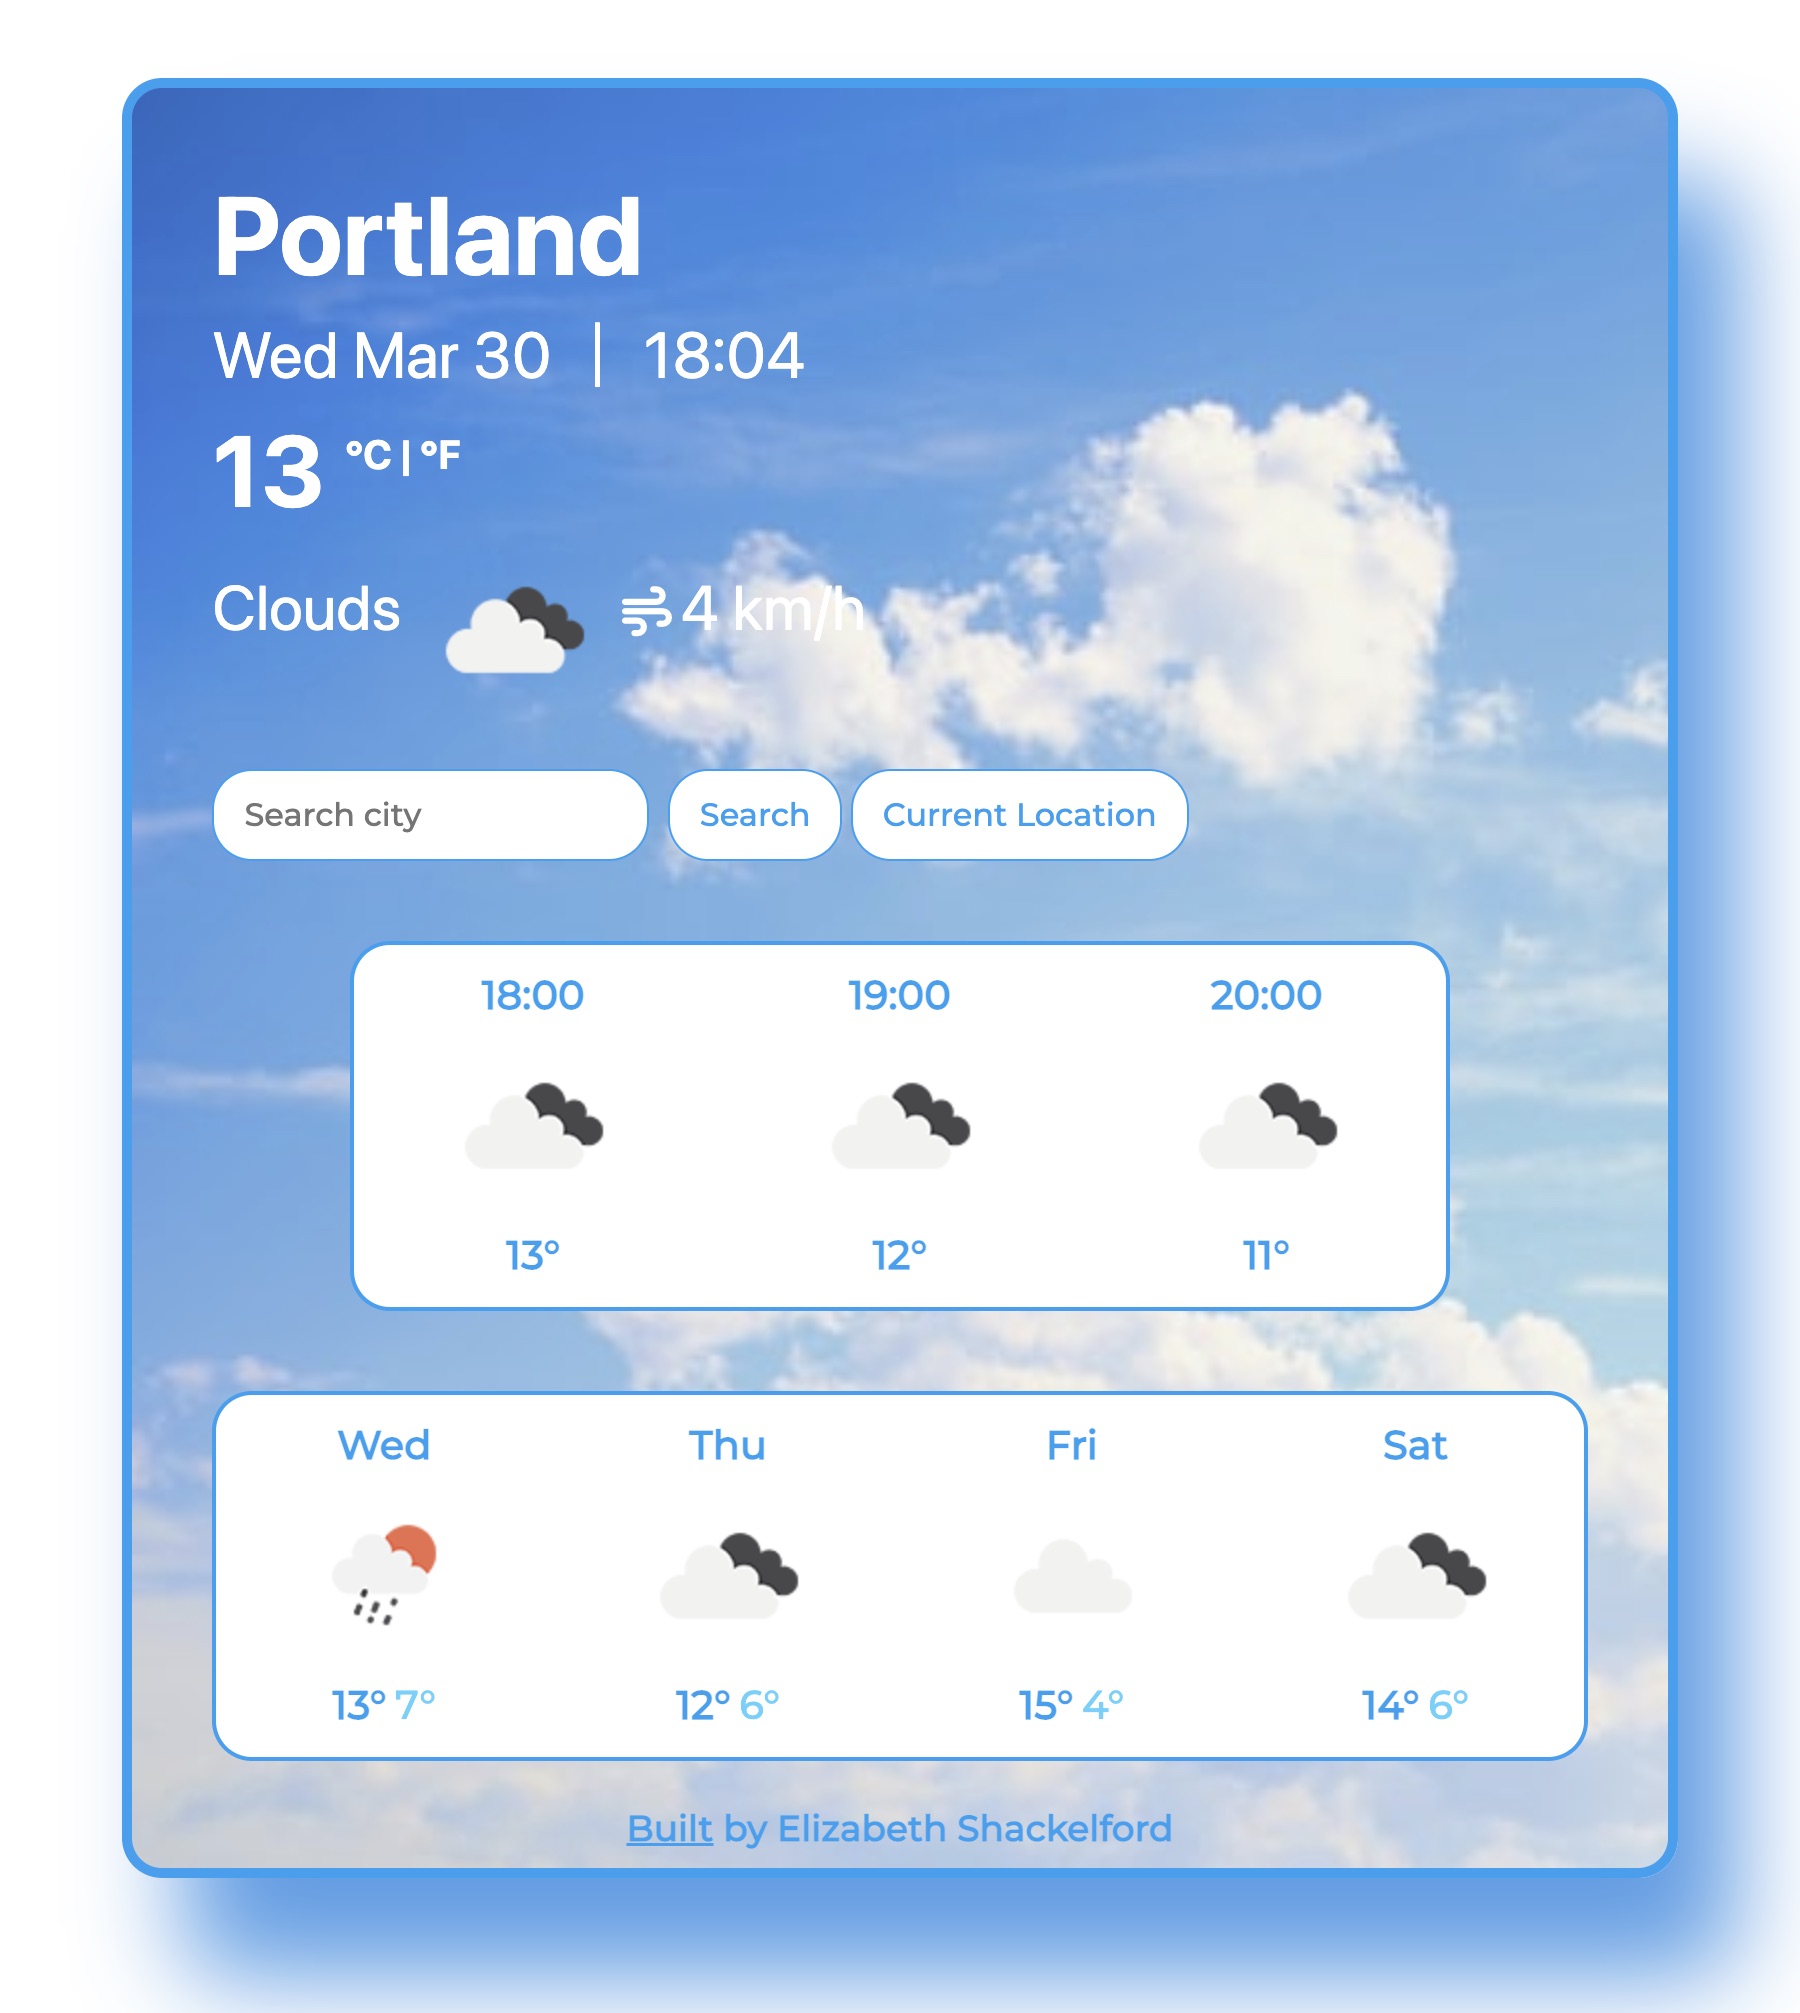 Portland
Wed Mar 30 | 18:04
13 °C | °F
Clouds 4 km/h
Search city Search Current Location
18:00 19:00 20:00
13° 12° 11°
Wed Thu Fri Sat
13° 7° 12° 6° 15° 4° 14° 6°
Built by Elizabeth Shackelford